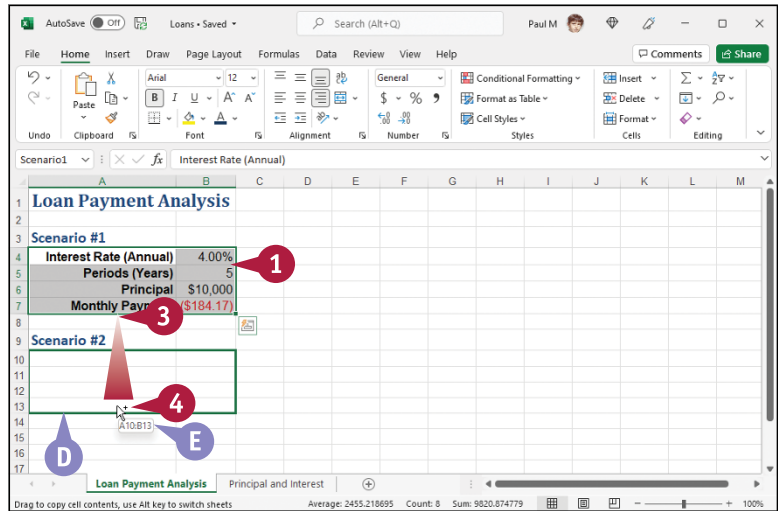 AutoSave Off Loans • Saved Search (Alt+Q) Paul M
File Home Insert Draw Page Layout Formulas Data Review View Help Comments Share
Paste Arial 12 General Conditional Formatting Insert
B I U A A $ % , Format as Table Delete
A Cell Styles Format
Undo Clipboard Font Alignment Number Styles Cells Editing
Scenario1 fx Interest Rate (Annual)
A B C D E F G H I J K L M
1 Loan Payment Analysis
2
3 Scenario #1
4 Interest Rate (Annual) 4.00%
1
5 Periods (Years) 5
6 Principal $10,000
7 Monthly Paym ($184.17)
3
8
9 Scenario #2
10
11
12
13
4
14 A10:B13
D E
15
16
17
Loan Payment Analysis Principal and Interest
Drag to copy cell contents, use Alt key to switch sheets Average: 2455.218695 Count: 8 Sum: 9820.874779 100%